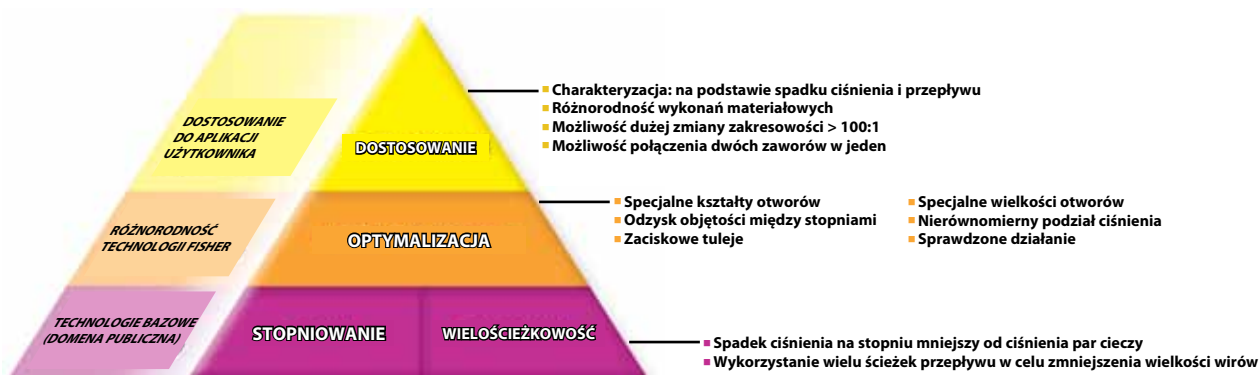 ■ Charakteryzacja: na podstawie spadku ciśnienia i przepływu
■ Różnorodność wykonań materiałowych
■ Możliwość dużej zmiany zakresowości > 100:1
■ Możliwość połączenia dwóch zaworów w jeden
DOSTOSOWANIE
DO APLIKACJI
UŻYTKOWNIKA
DOSTOSOWANIE
■ Specjalne kształty otworów
■ Odzysk objętości między stopniami
■ Zaciskowe tuleje
■ Specjalne wielkości otworów
■ Nierównomierny podział ciśnienia
■ Sprawdzone działanie
RÓŻNORODNOŚĆ
TECHNOLOGII FISHER
OPTYMALIZACJA
TECHNOLOGIE BAZOWE
(DOMENA PUBLICZNA)
STOPNIOWANIE
WIELOŚCIEŻKOWOŚĆ
■ Spadek ciśnienia na stopniu mniejszy od ciśnienia par cieczy
■ Wykorzystanie wielu ścieżek przepływu w celu zmniejszenia wielkości wirów